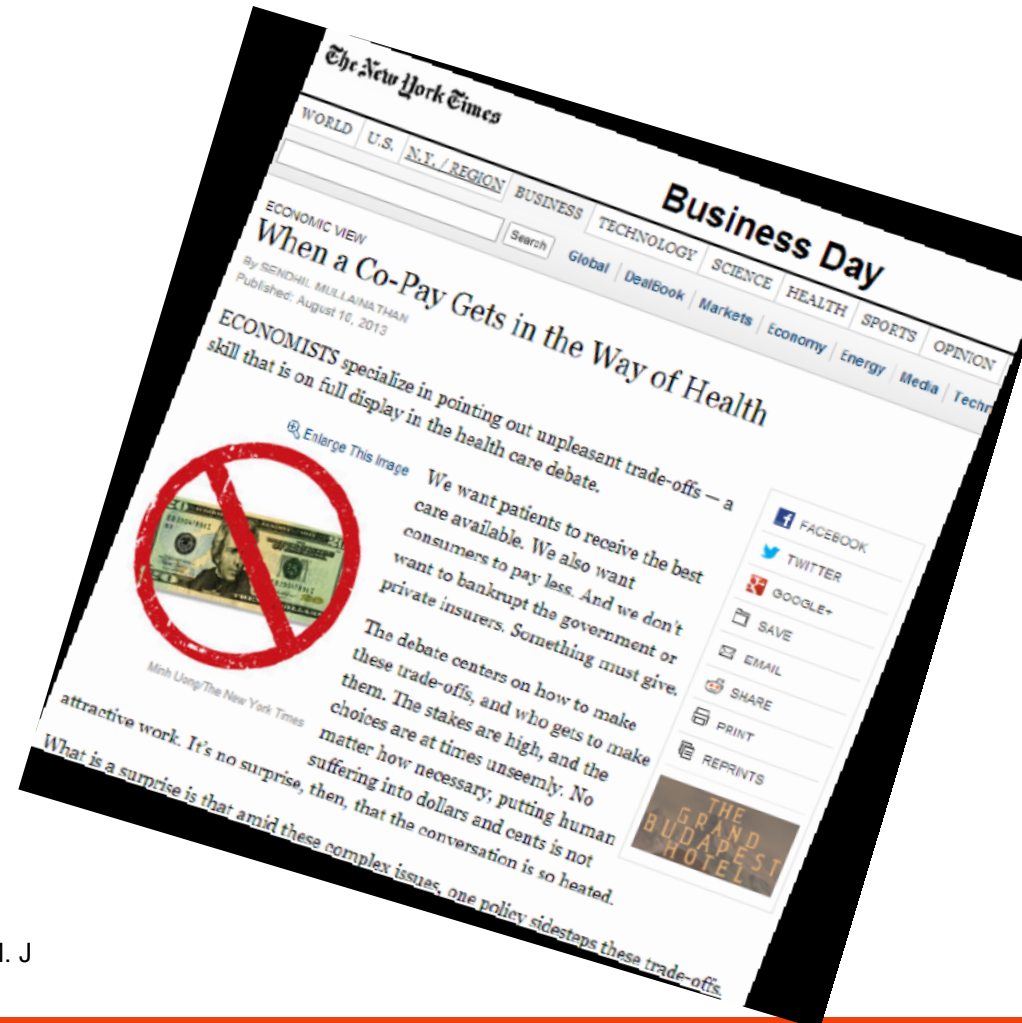 The New York Times
Business Day
WORLD
U.S.
N.Y. / REGION
BUSINESS
TECHNOLOGY
SCIENCE
HEALTH
SPORTS
OPINION
Search
Global
DealBook
Markets
Economy
Energy
Media
Techn
ECONOMIC VIEW
When a Co-Pay Gets in the Way of Health
By SENDHIL MULLAINATHAN
Published: August 10, 2013
ECONOMISTS specialize in pointing out unpleasant trade-offs — a
skill that is on full display in the health care debate.
Enlarge This Image
Minh Uong/The New York Times
We want patients to receive the best
care available. We also want
consumers to pay less. And we don't
want to bankrupt the government or
private insurers. Something must give.
The debate centers on how to make
these trade-offs, and who gets to make
them. The stakes are high, and the
choices are at times unseemly. No
matter how necessary, putting human
suffering into dollars and cents is not
attractive work. It's no surprise, then, that the conversation is so heated.
What is a surprise is that amid these complex issues, one policy sidesteps these trade-offs.
FACEBOOK
TWITTER
GOOGLE+
SAVE
EMAIL
SHARE
PRINT
REPRINTS
THE
GRAND
BUDAPEST
HOTEL
. J